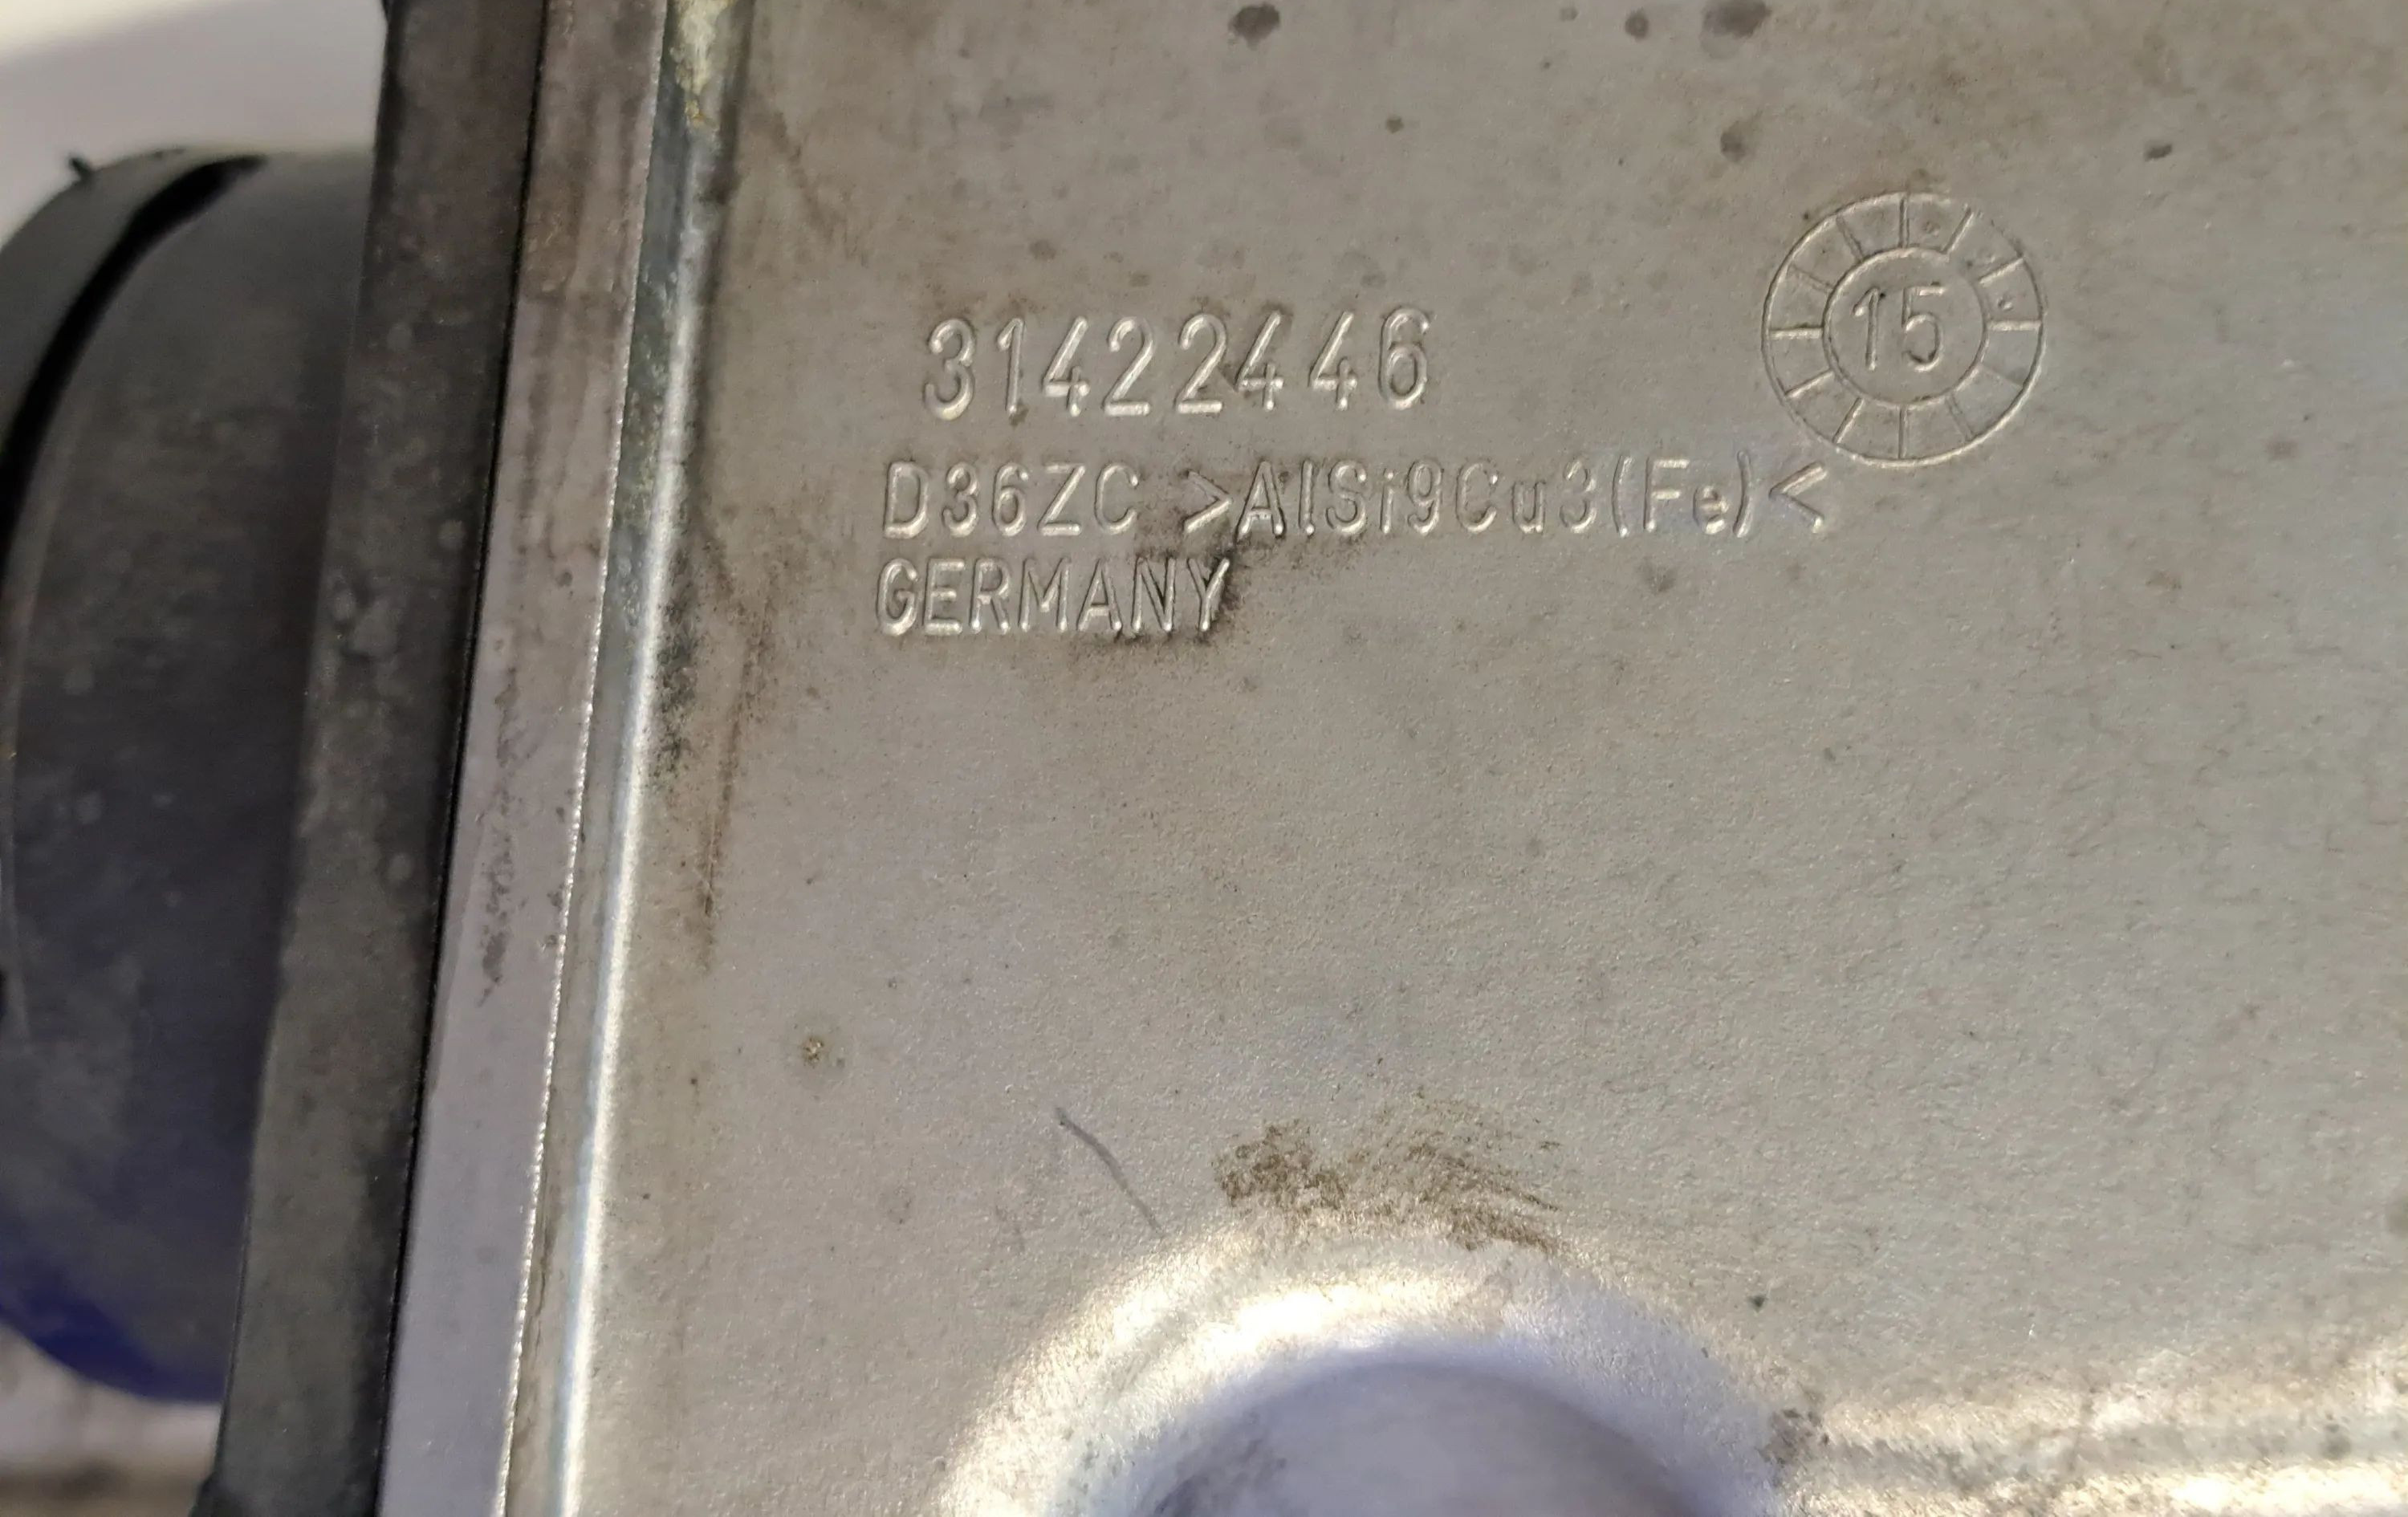 31422446
15
D36ZC >AlSi9Cu3(Fe)<
GERMANY